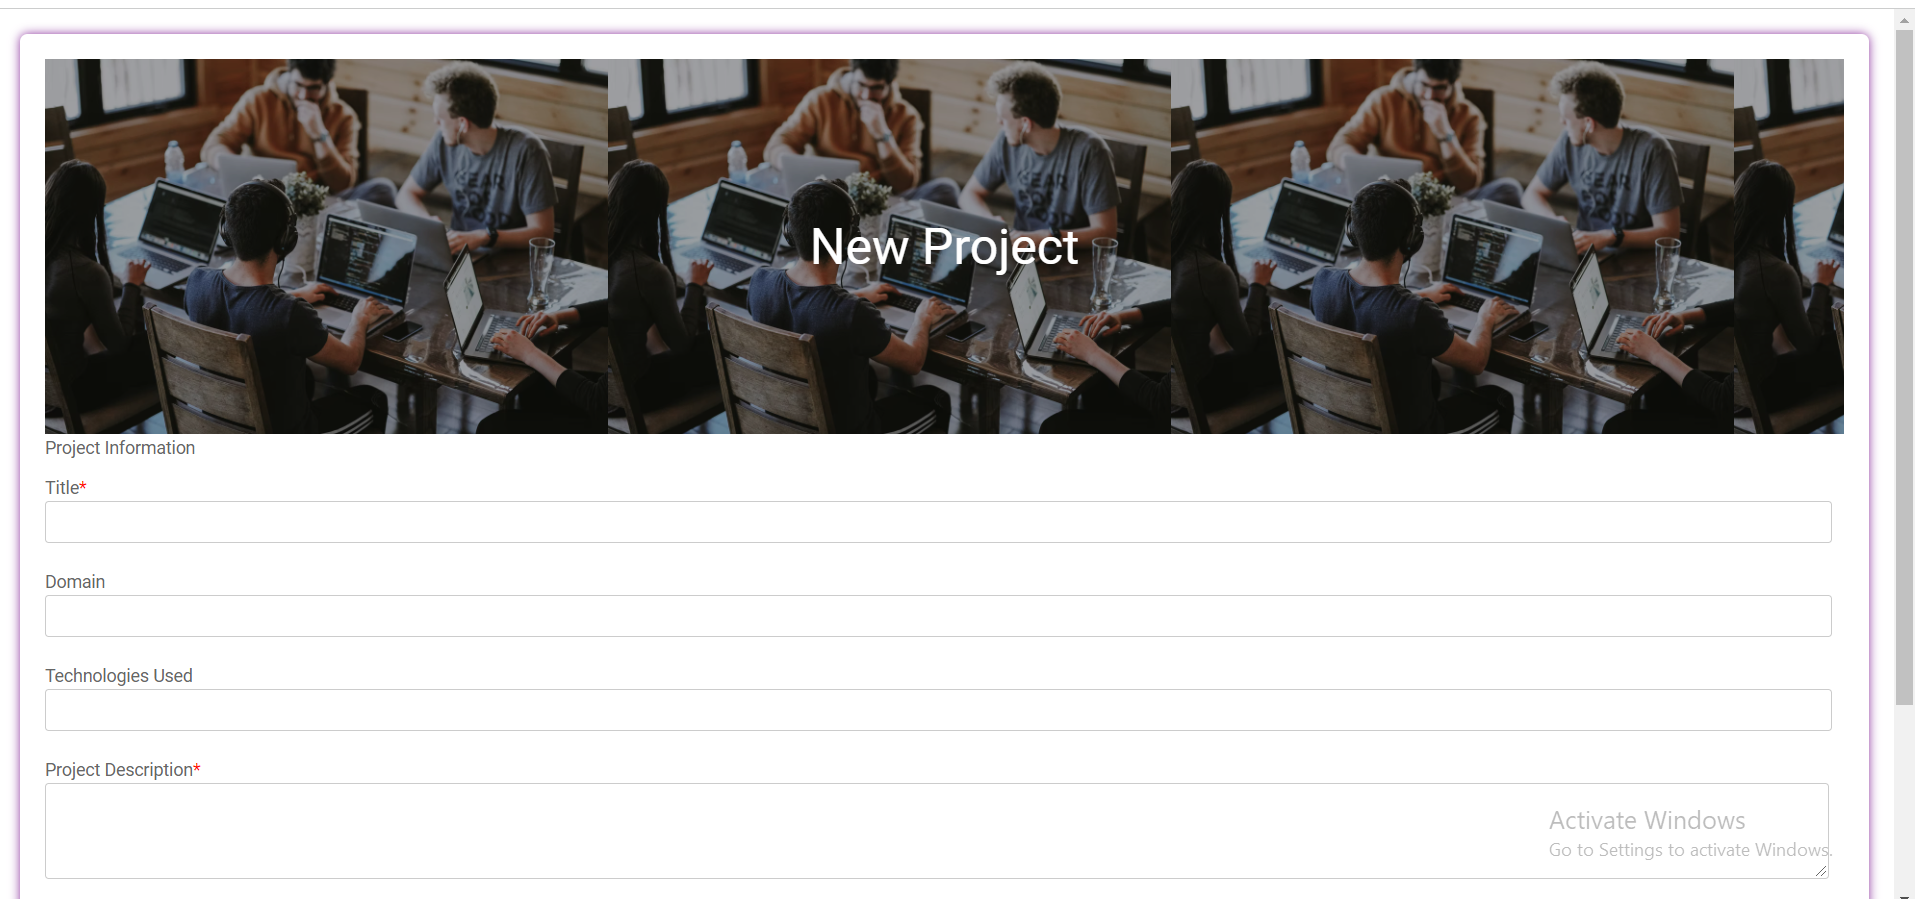 New Project
Project Information
Title*
Domain
Technologies Used
Project Description*
Activate Windows
Go to Settings to activate Windows.